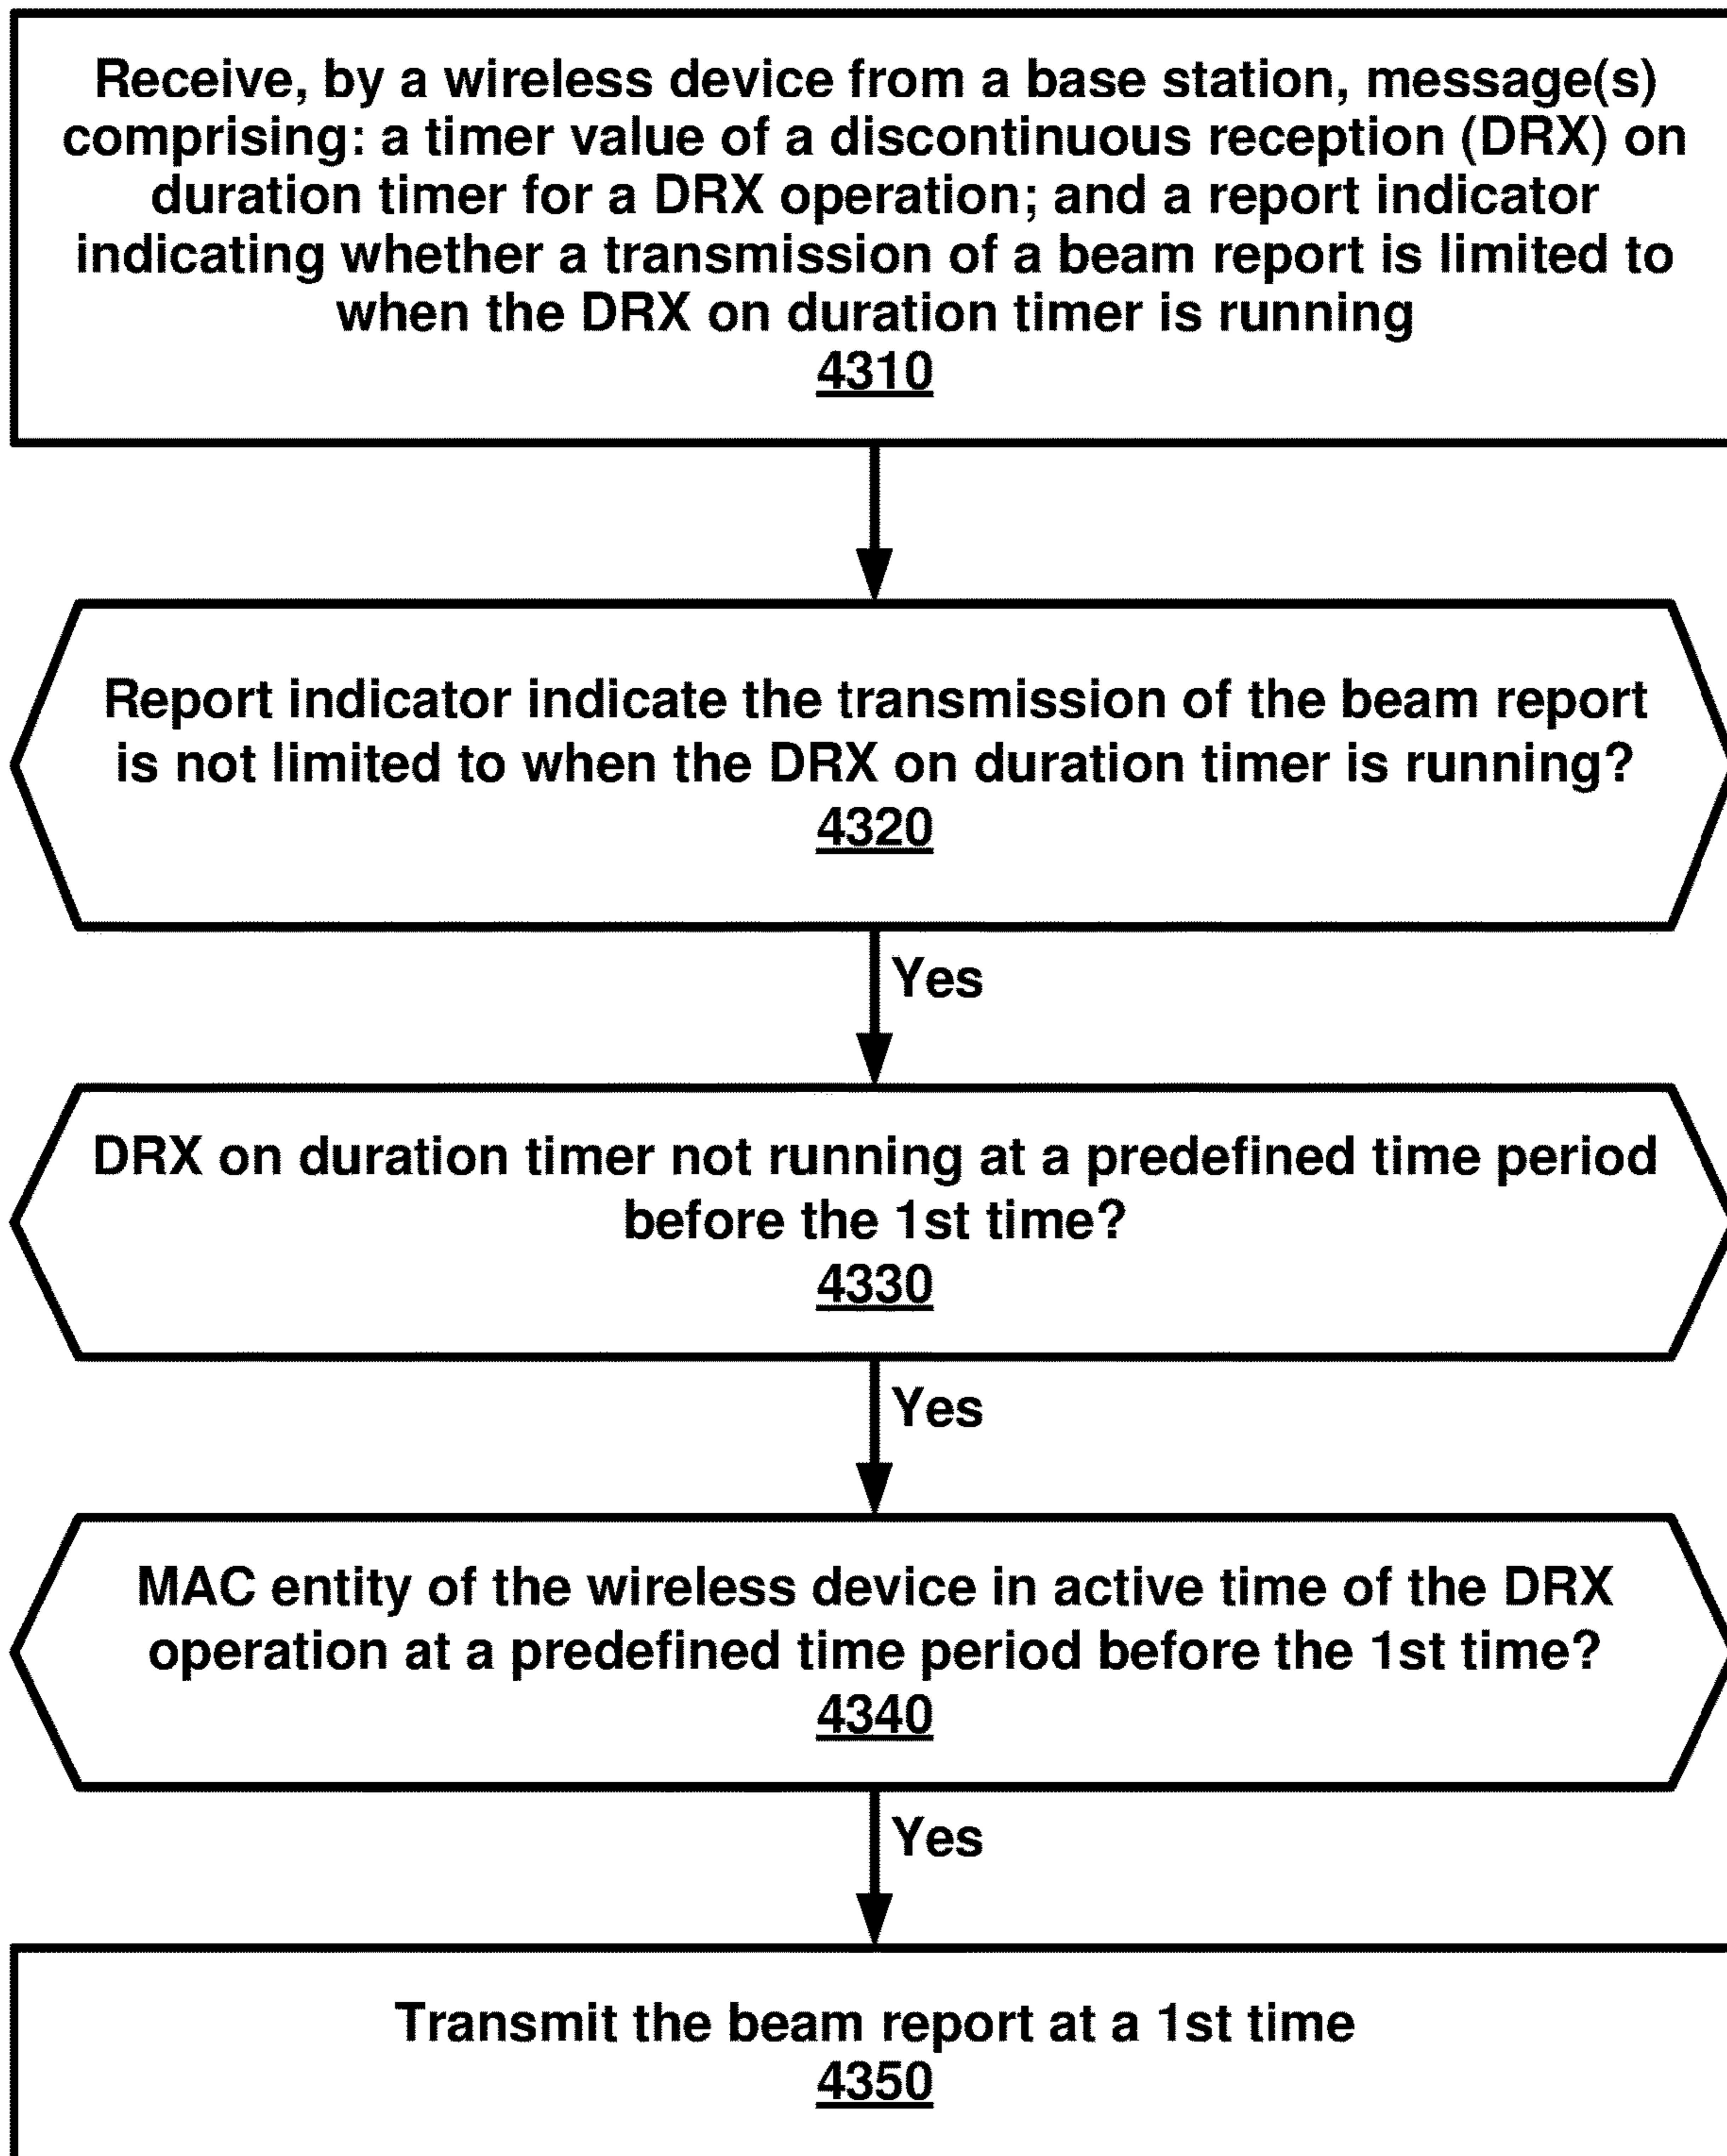 Receive, by a wireless device from a base station, message(s)
comprising: a timer value of a discontinuous reception (DRX) on
duration timer for a DRX operation; and a report indicator
indicating whether a transmission of a beam report is limited to
when the DRX on duration timer is running
4310
Report indicator indicate the transmission of the beam report
is not limited to when the DRX on duration timer is running?
4320
Yes
DRX on duration timer not running at a predefined time period
before the 1st time?
4330
Yes
MAC entity of the wireless device in active time of the DRX
operation at a predefined time period before the 1st time?
4340
Yes
Transmit the beam report at a 1st time
4350